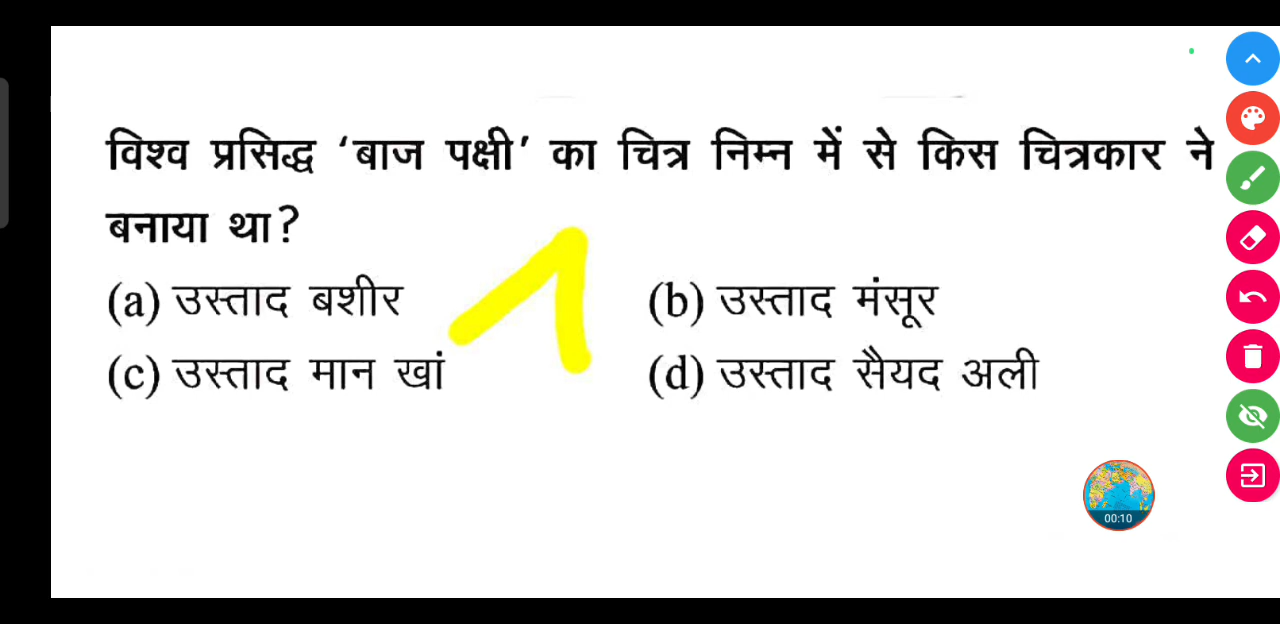 विश्व प्रसिद्ध ‘बाज पक्षी’ का चित्र निम्न में से किस चित्रकार ने
बनाया था?
(a) उस्ताद बशीर (b) उस्ताद मंसूर
(c) उस्ताद मान खां (d) उस्ताद सैयद अली
00:10